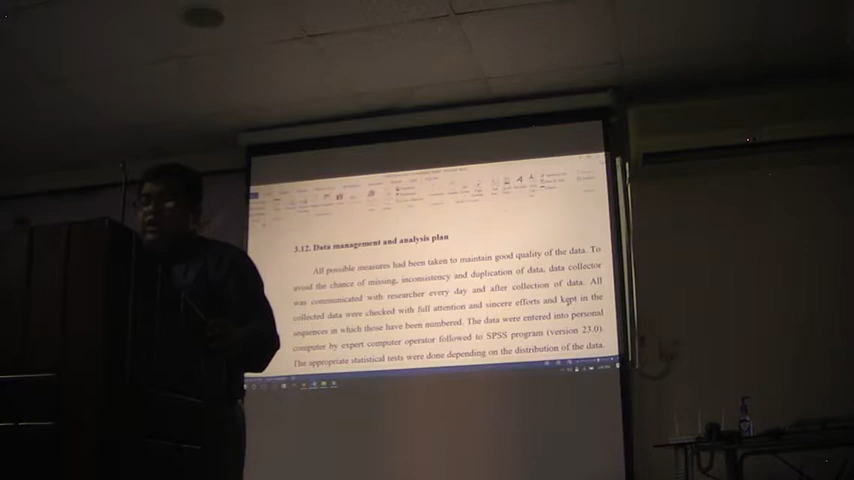 3.12. Data management and analysis plan
All possible measures had been taken to maintain good quality of the data. To
avoid the chance of missing, inconsistency and duplication of data, data collector
was communicated with researcher every day and after collection of data. All
collected data were checked with full attention and sincere efforts and kept in the
sequences in which those have been numbered. The data were entered into personal
computer by expert computer operator followed to SPSS program (version 23.0).
The appropriate statistical tests were done depending on the distribution of the data.